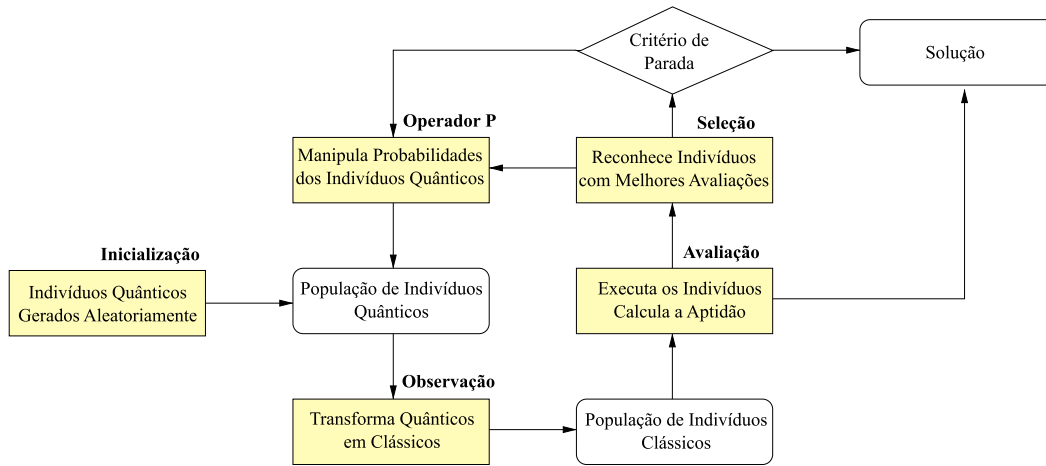 Critério de
Parada
Solução
Operador P
Manipula Probabilidades
dos Indivíduos Quânticos
Seleção
Reconhece Indivíduos
com Melhores Avaliações
Inicialização
Indivíduos Quânticos
Gerados Aleatoriamente
População de Indivíduos
Quânticos
Avaliação
Executa os Indivíduos
Calcula a Aptidão
Observação
Transforma Quânticos
em Clássicos
População de Indivíduos
Clássicos